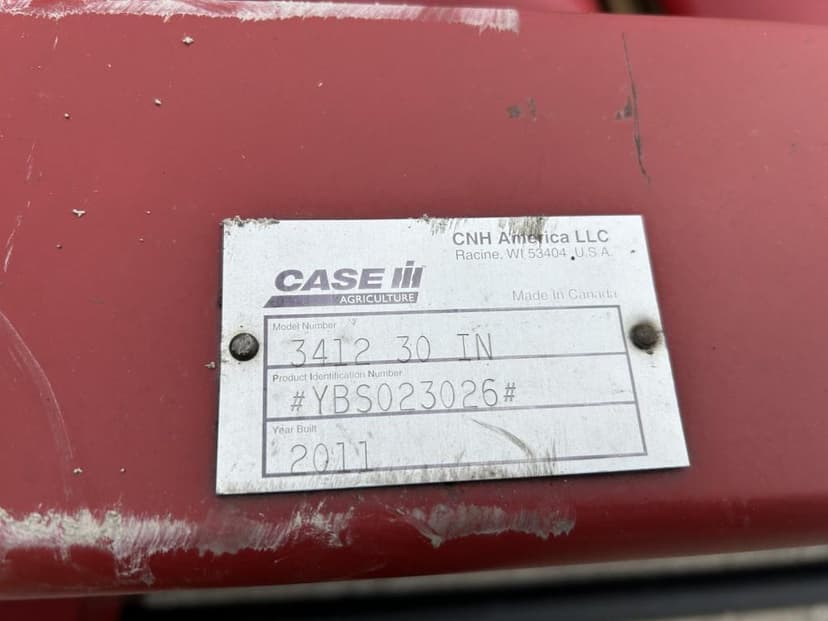 CNH America LLC
Racine, WI 53404 U.S.A.
CASE IH
AGRICULTURE
Made in Canada
Model Number
3412 30 IN
Product Identification Number
#YBS023026#
Year Built
2011